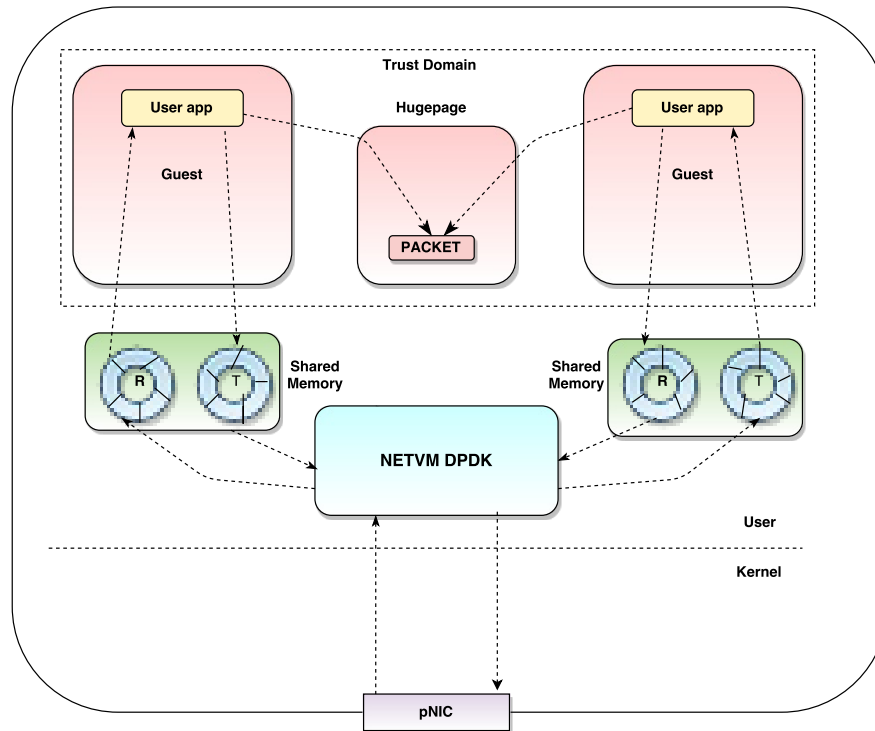 Trust Domain
User app
Hugepage
User app
Guest
Guest
PACKET
R
T
Shared
Memory
Shared
Memory
R
T
NETVM DPDK
User
Kernel
pNIC